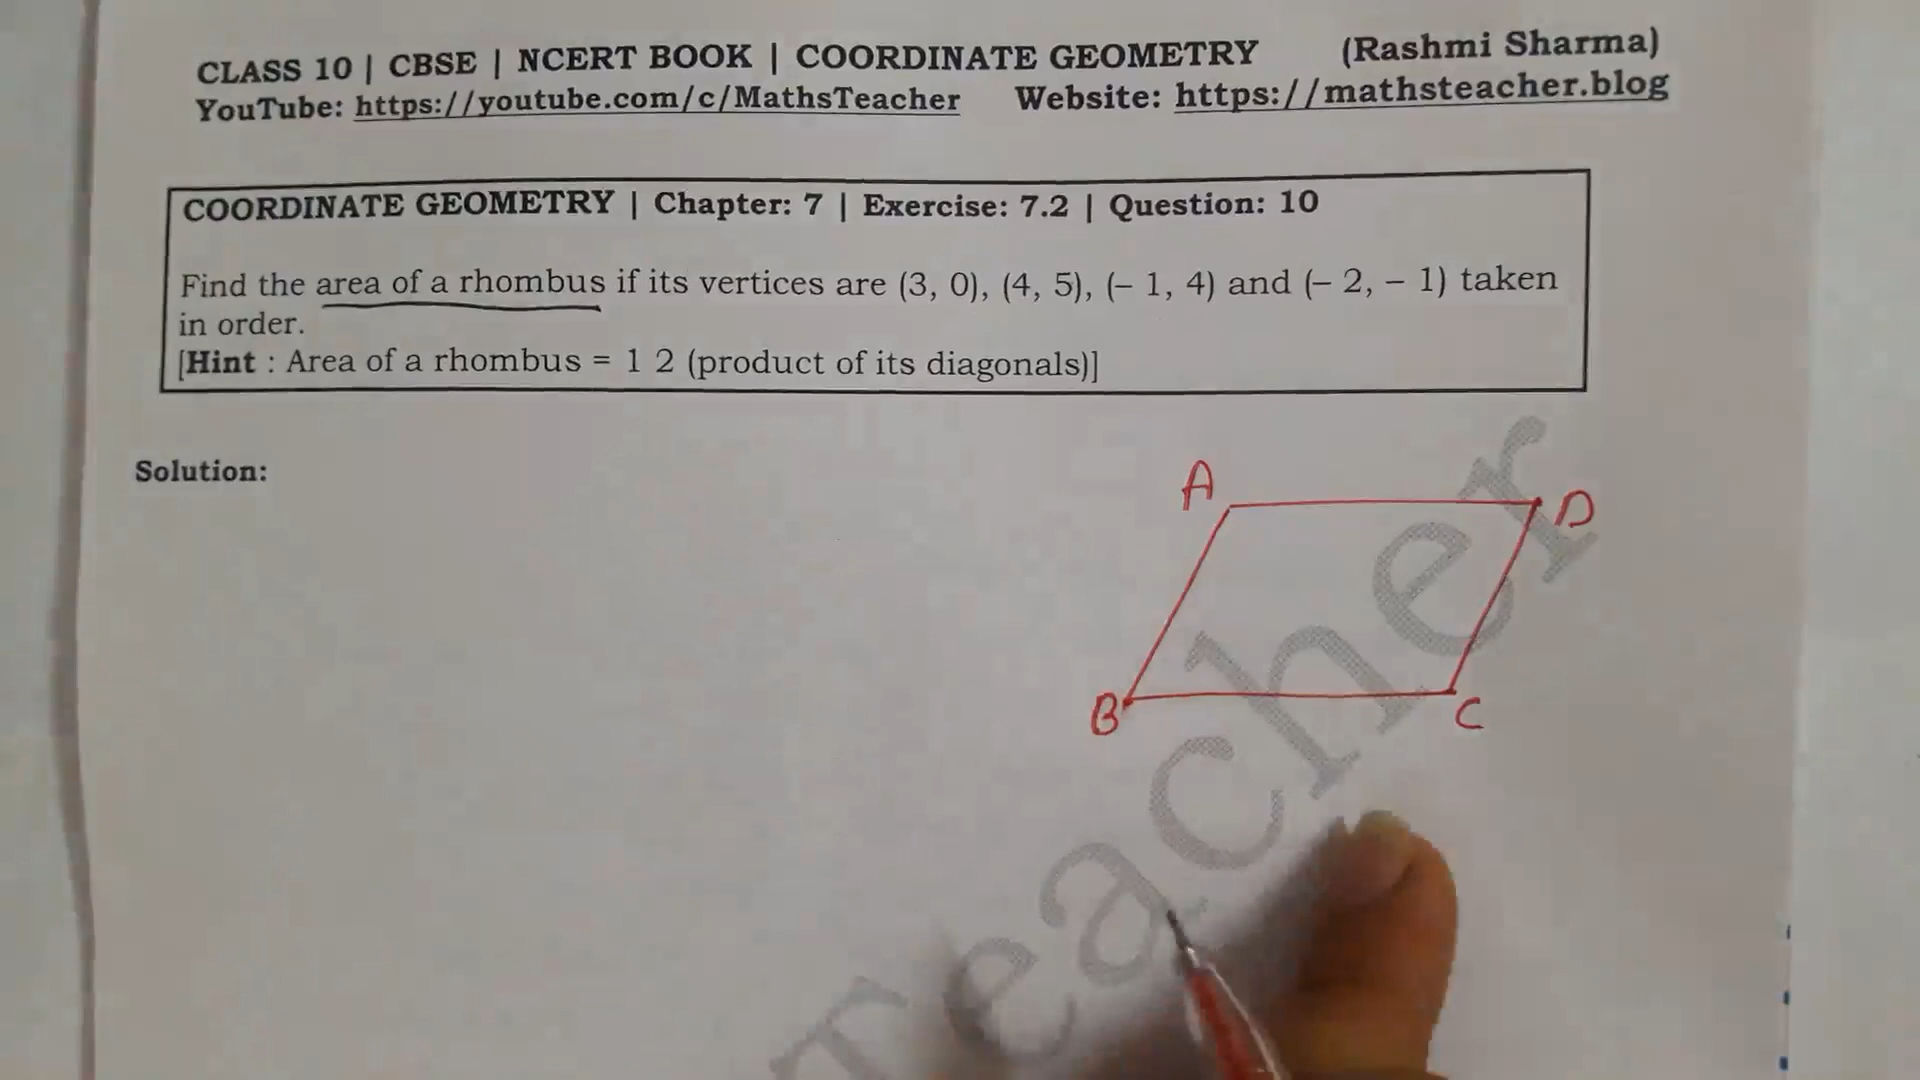 CLASS 10 | CBSE | NCERT BOOK | COORDINATE GEOMETRY (Rashmi Sharma)
YouTube: https://youtube.com/c/MathsTeacher Website: https://mathsteacher.blog
COORDINATE GEOMETRY | Chapter: 7 | Exercise: 7.2 | Question: 10
Find the area of a rhombus if its vertices are (3, 0), (4, 5), (– 1, 4) and (– 2, – 1) taken
in order.
[Hint : Area of a rhombus = 1 2 (product of its diagonals)]
Solution:
A
D
B
C
Teacher